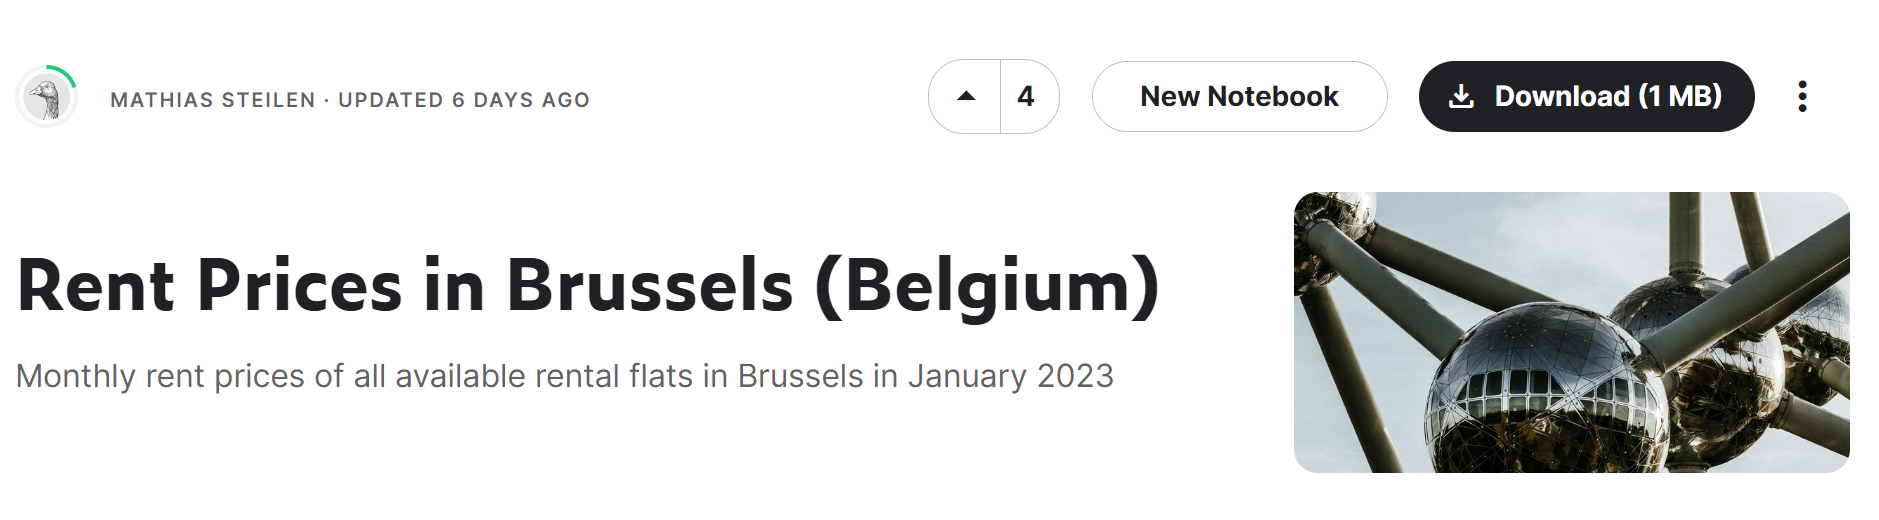 MATHIAS STEILEN · UPDATED 6 DAYS AGO
4
New Notebook
Download (1 MB)
Rent Prices in Brussels (Belgium)
Monthly rent prices of all available rental flats in Brussels in January 2023